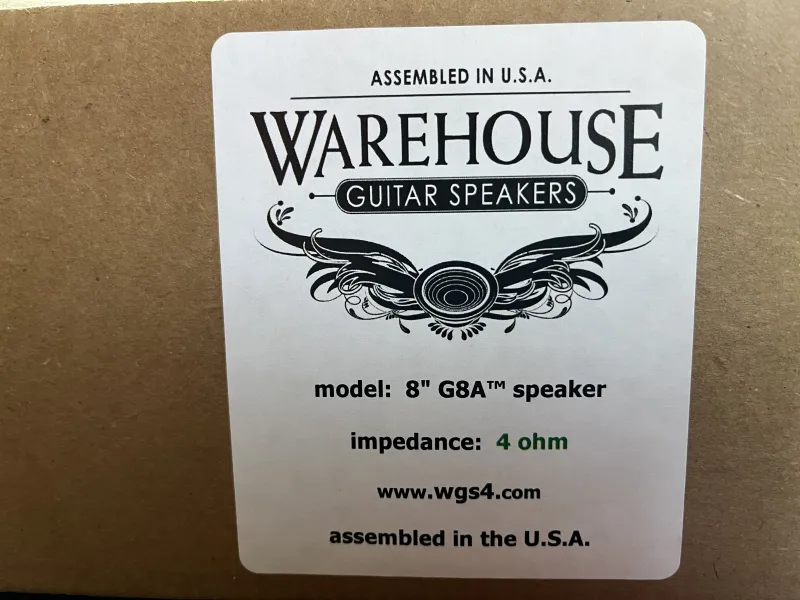 ASSEMBLED IN U.S.A.
WAREHOUSE
GUITAR SPEAKERS
model: 8" G8A™ speaker
impedance: 4 ohm
www.wgs4.com
assembled in the U.S.A.